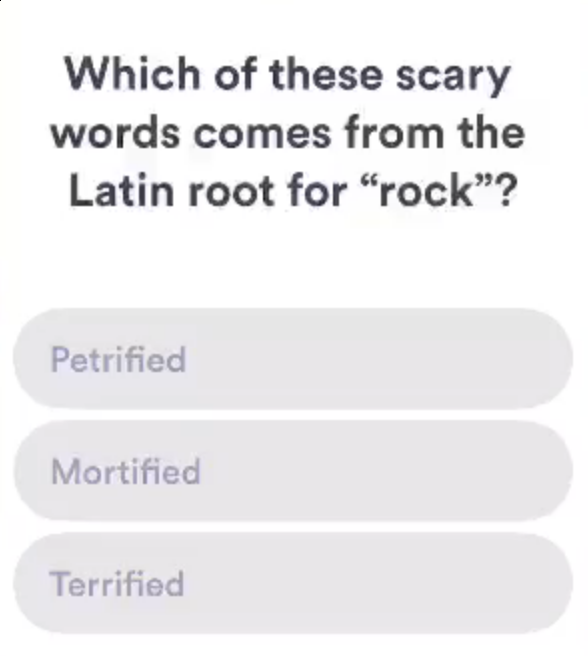 Which of these scary
words comes from the
Latin root for “rock”?
Petrified
Mortified
Terrified